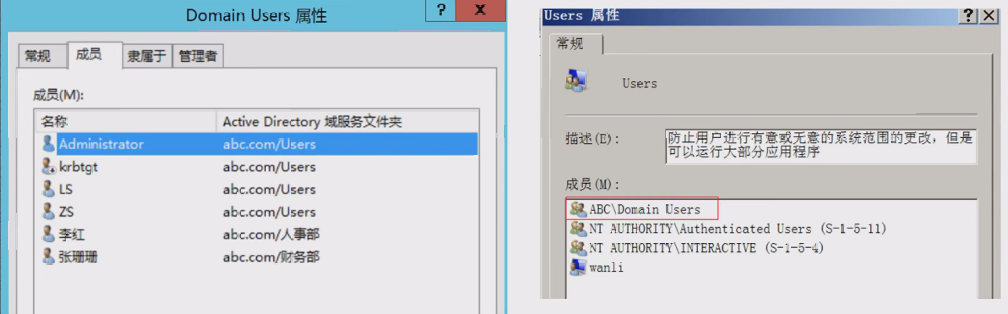 Domain Users 属性
?
x
常规
成员
隶属于
管理者
成员(M):
名称
Active Directory 域服务文件夹
Administrator
abc.com/Users
krbtgt
abc.com/Users
LS
abc.com/Users
ZS
abc.com/Users
李红
abc.com/人事部
张珊珊
abc.com/财务部
Users 属性
?
X
常规
Users
描述(E):
防止用户进行有意或无意的系统范围的更改，但是
可以运行大部分应用程序
成员(M):
ABC\Domain Users
NT AUTHORITY\Authenticated Users (S-1-5-11)
NT AUTHORITY\INTERACTIVE (S-1-5-4)
wanli